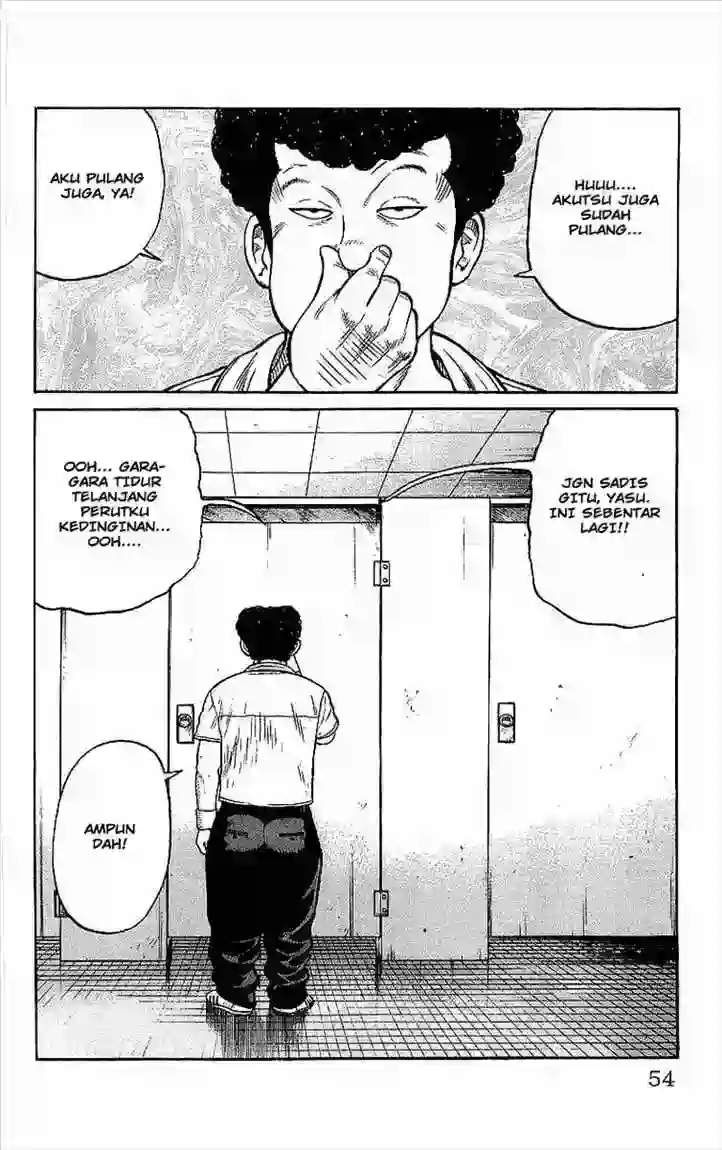 HUUU....
AKUTSU JUGA
SUDAH
PULANG...
AKU PULANG
JUGA, YA!
JGN SADIS
GITU, YASU.
INI SEBENTAR
LAGI!!
OOH... GARA-
GARA TIDUR
TELANJANG
PERUTKU
KEDINGINAN...
OOH....
AMPUN
DAH!
54